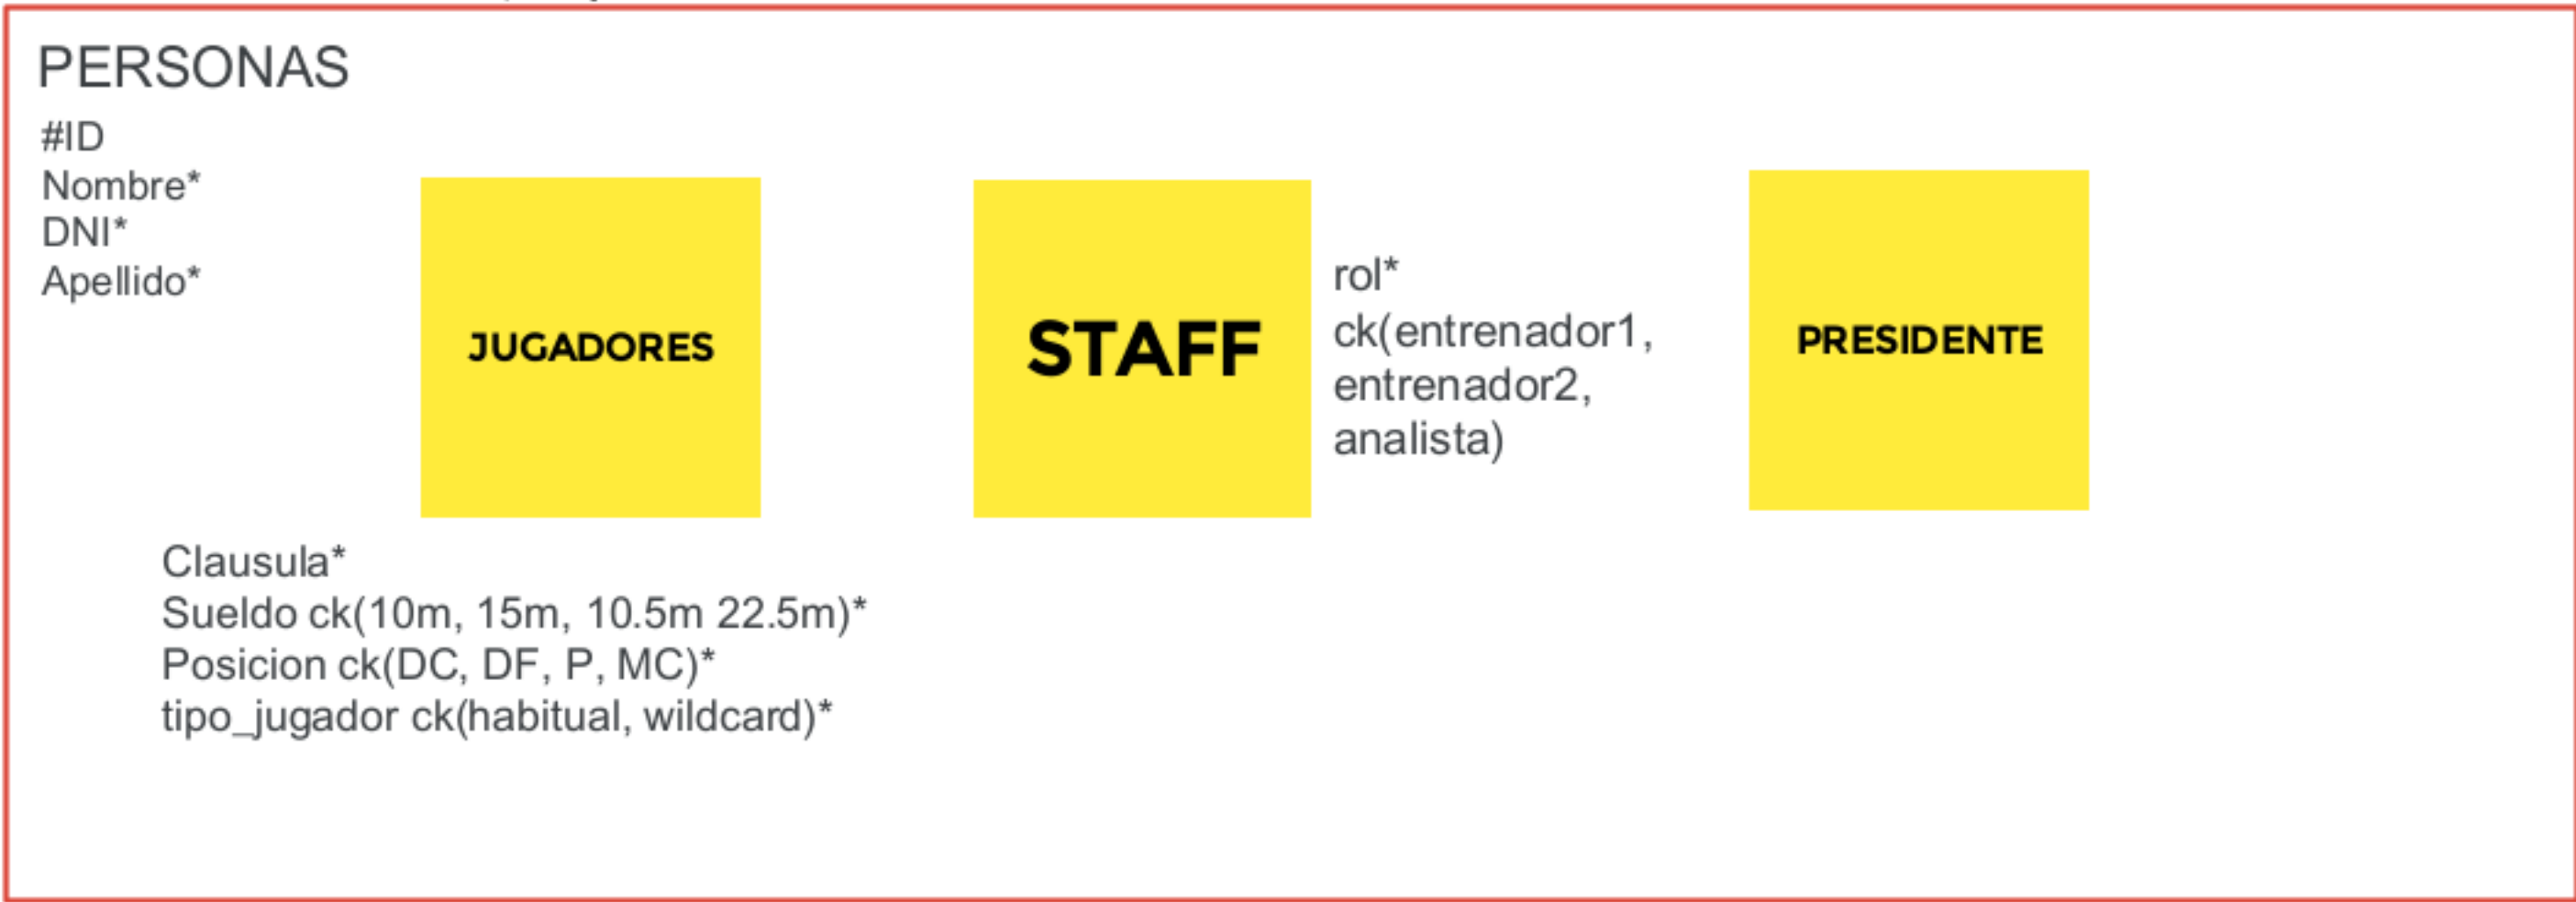 PERSONAS
#ID
Nombre*
DNI*
Apellido*
JUGADORES
Clausula*
Sueldo ck(10m, 15m, 10.5m 22.5m)*
Posicion ck(DC, DF, P, MC)*
tipo_jugador ck(habitual, wildcard)*
STAFF
rol*
ck(entrenador1,
entrenador2,
analista)
PRESIDENTE